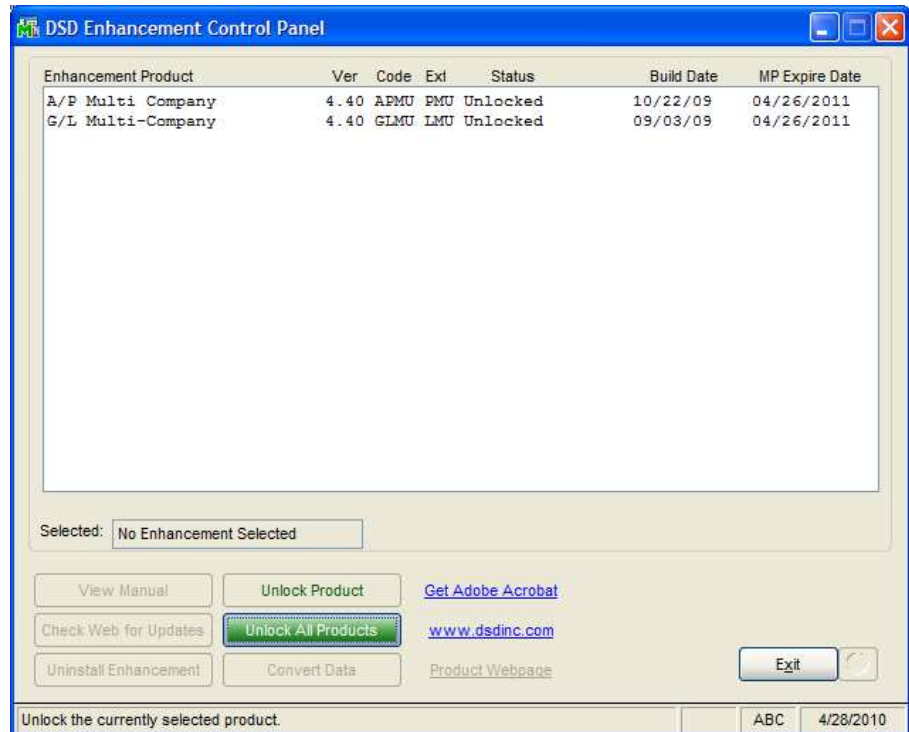 DSD Enhancement Control Panel
Enhancement Product Ver Code Ext Status Build Date MP Expire Date
A/P Multi Company 4.40 APMU PMU Unlocked 10/22/09 04/26/2011
G/L Multi-Company 4.40 GLMU LMU Unlocked 09/03/09 04/26/2011
Selected: No Enhancement Selected
View Manual Unlock Product Get Adobe Acrobat
Check Web for Updates Unlock All Products www.dsdinc.com
Uninstall Enhancement Convert Data Product Webpage Exit
Unlock the currently selected product. ABC 4/28/2010